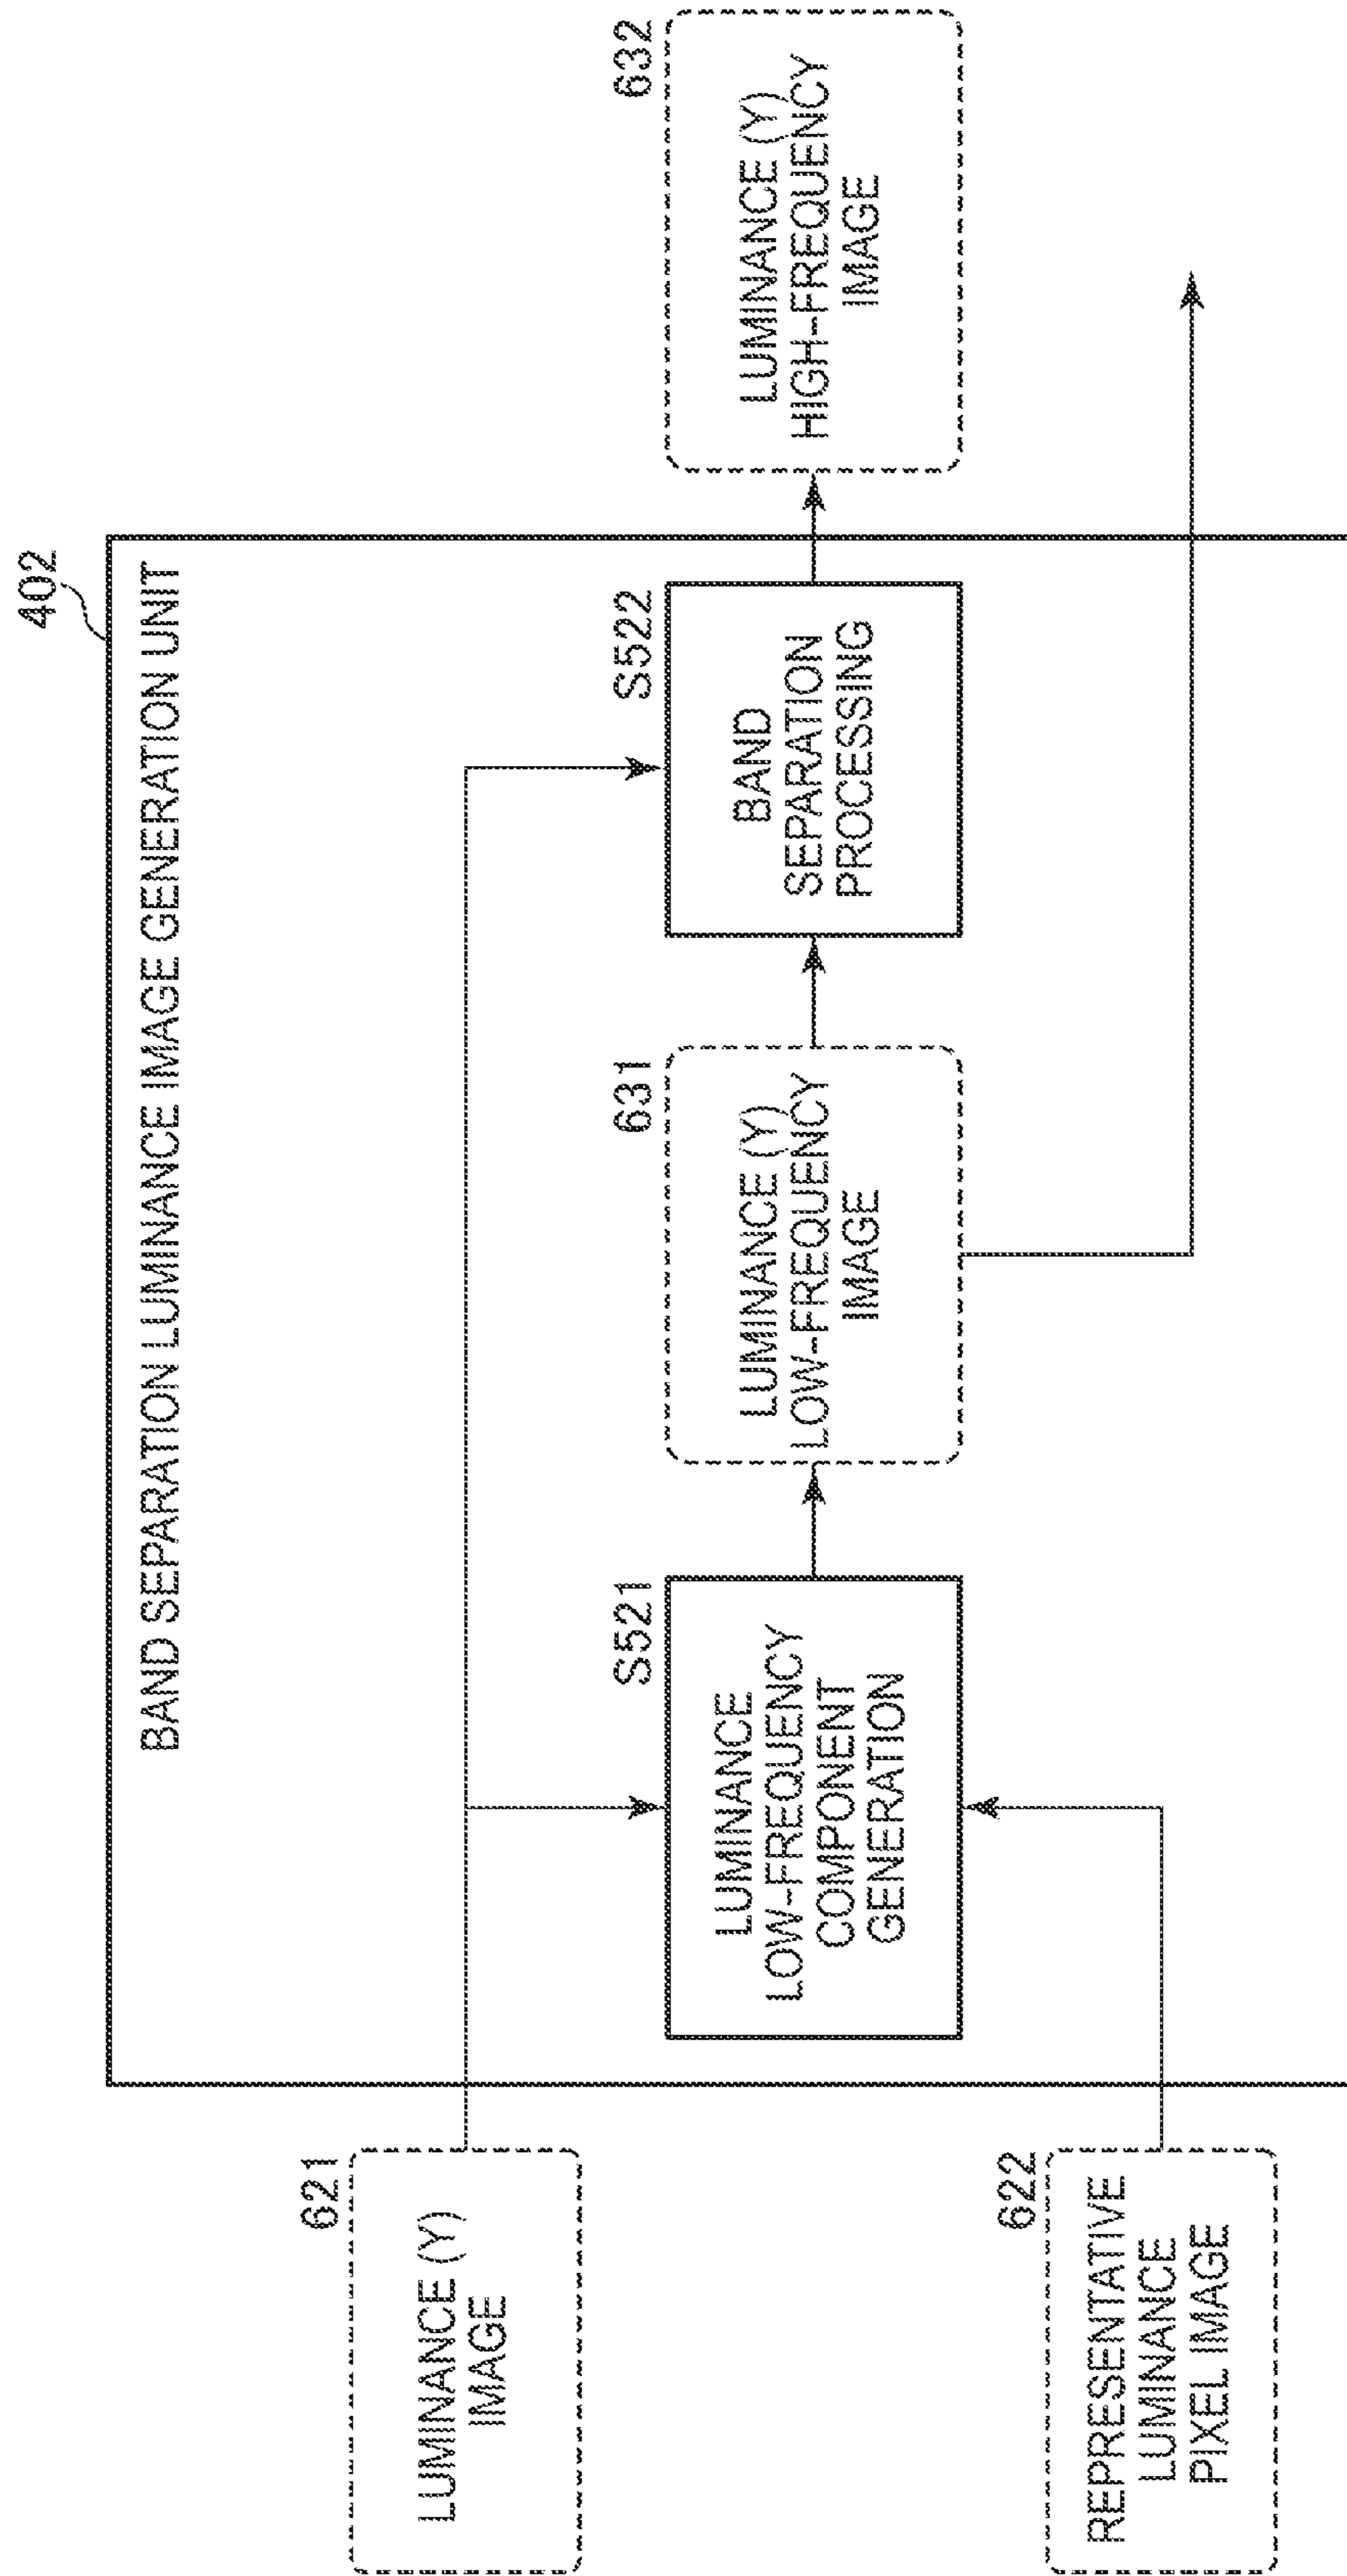 402
BAND SEPARATION LUMINANCE IMAGE GENERATION UNIT
621
LUMINANCE (Y)
IMAGE
622
REPRESENTATIVE
LUMINANCE
PIXEL IMAGE
S521
LUMINANCE
LOW-FREQUENCY
COMPONENT
GENERATION
631
LUMINANCE (Y)
LOW-FREQUENCY
IMAGE
S522
BAND
SEPARATION
PROCESSING
632
LUMINANCE (Y)
HIGH-FREQUENCY
IMAGE